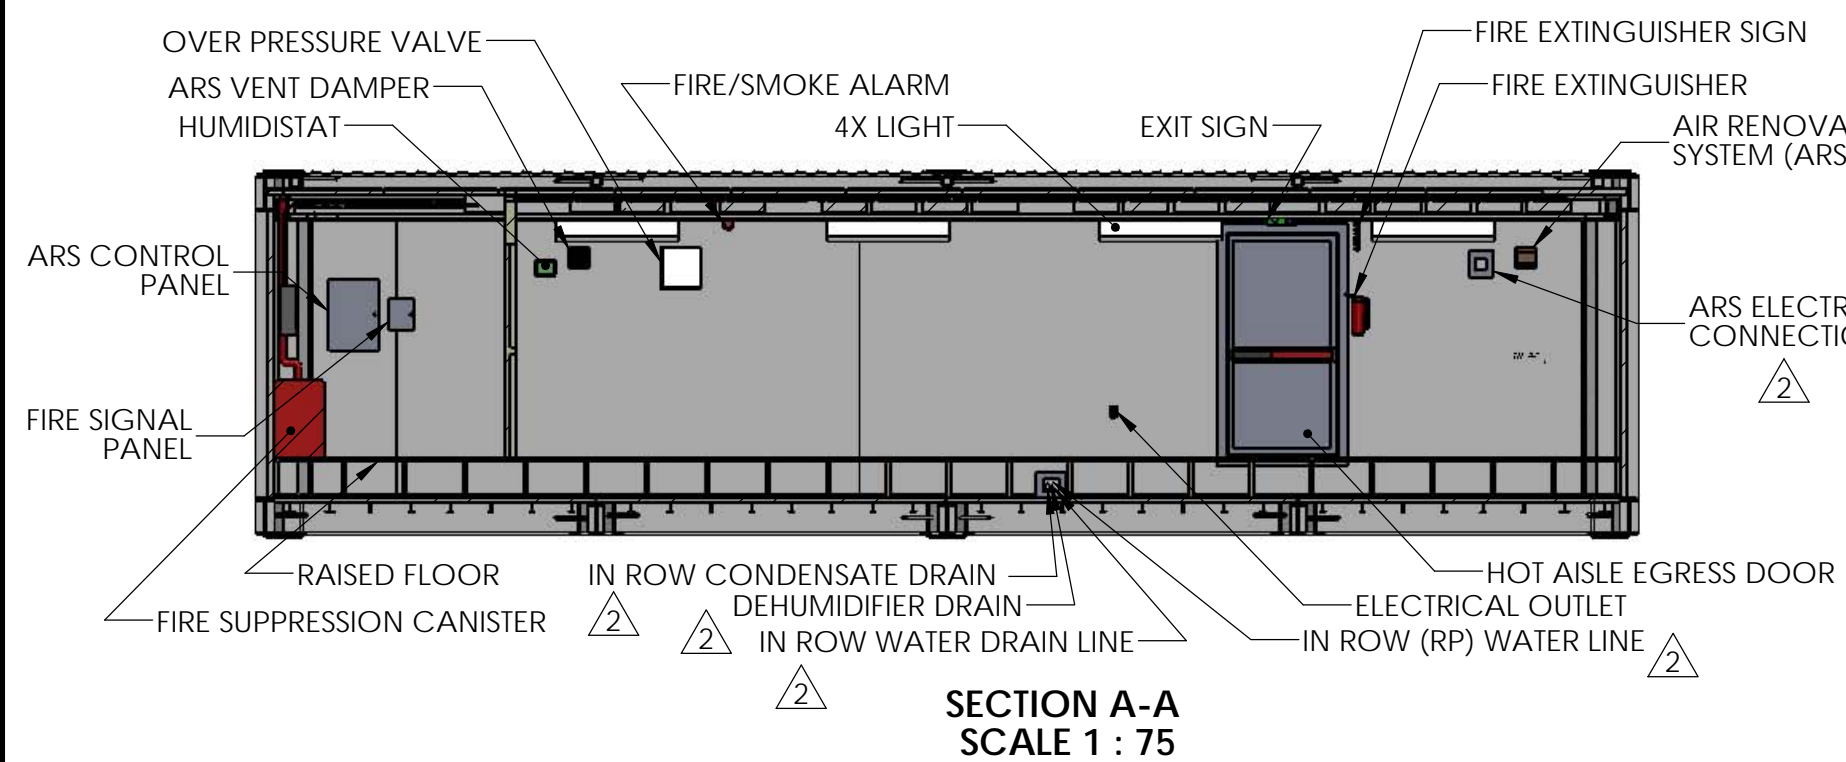 OVER PRESSURE VALVE
ARS VENT DAMPER
HUMIDISTAT
FIRE/SMOKE ALARM
4X LIGHT
EXIT SIGN
FIRE EXTINGUISHER SIGN
FIRE EXTINGUISHER
AIR RENOVA
SYSTEM (ARS
ARS CONTROL
PANEL
ARS ELECTR
CONNECTI
2
FIRE SIGNAL
PANEL
RAISED FLOOR
FIRE SUPPRESSION CANISTER
IN ROW CONDENSATE DRAIN
2
DEHUMIDIFIER DRAIN
2
IN ROW WATER DRAIN LINE
2
HOT AISLE EGRESS DOOR
ELECTRICAL OUTLET
IN ROW (RP) WATER LINE
2
SECTION A-A
SCALE 1 : 75